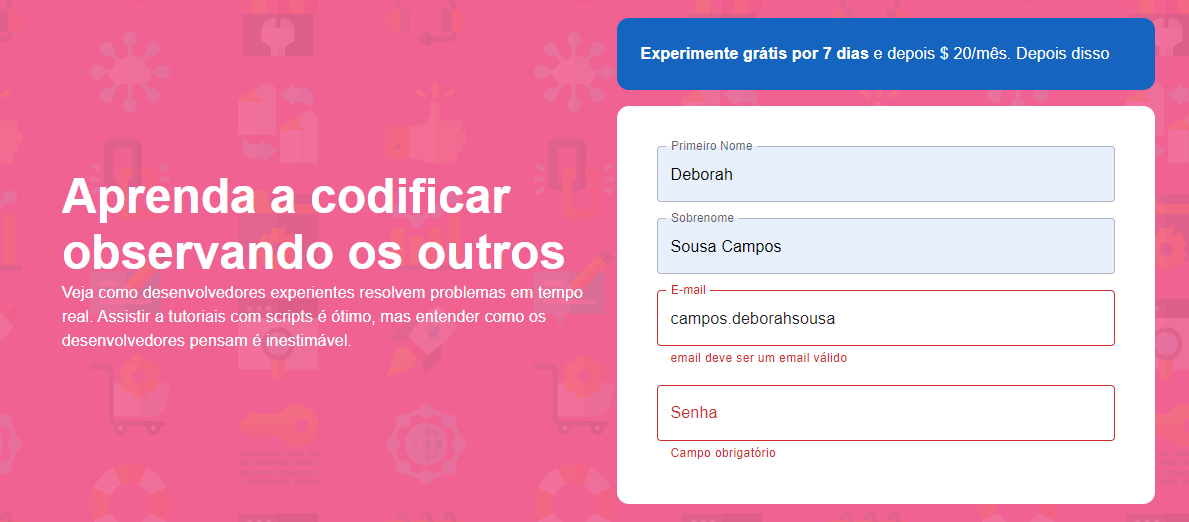 Experimente grátis por 7 dias e depois $ 20/mês. Depois disso
Aprenda a codificar
observando os outros
Veja como desenvolvedores experientes resolvem problemas em tempo
real. Assistir a tutoriais com scripts é ótimo, mas entender como os
desenvolvedores pensam é inestimável.
Primeiro Nome
Deborah
Sobrenome
Sousa Campos
E-mail
campos.deborahsousa
email deve ser um email válido
Senha
Campo obrigatório